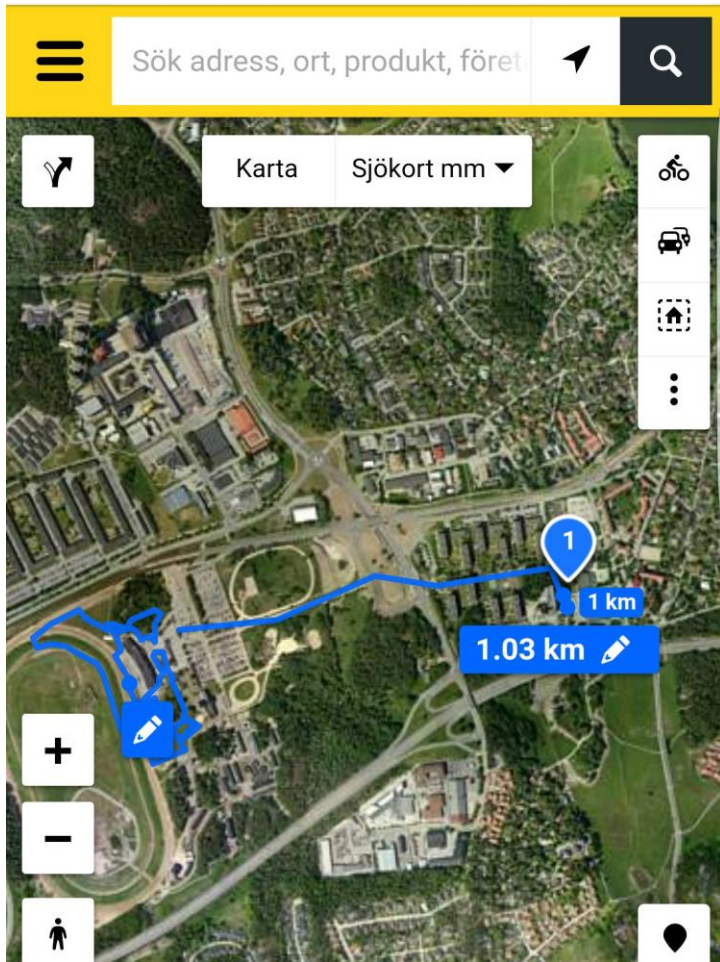 Sök adress, ort, produkt, föret
Karta
Sjökort mm
1
1 km
1.03 km